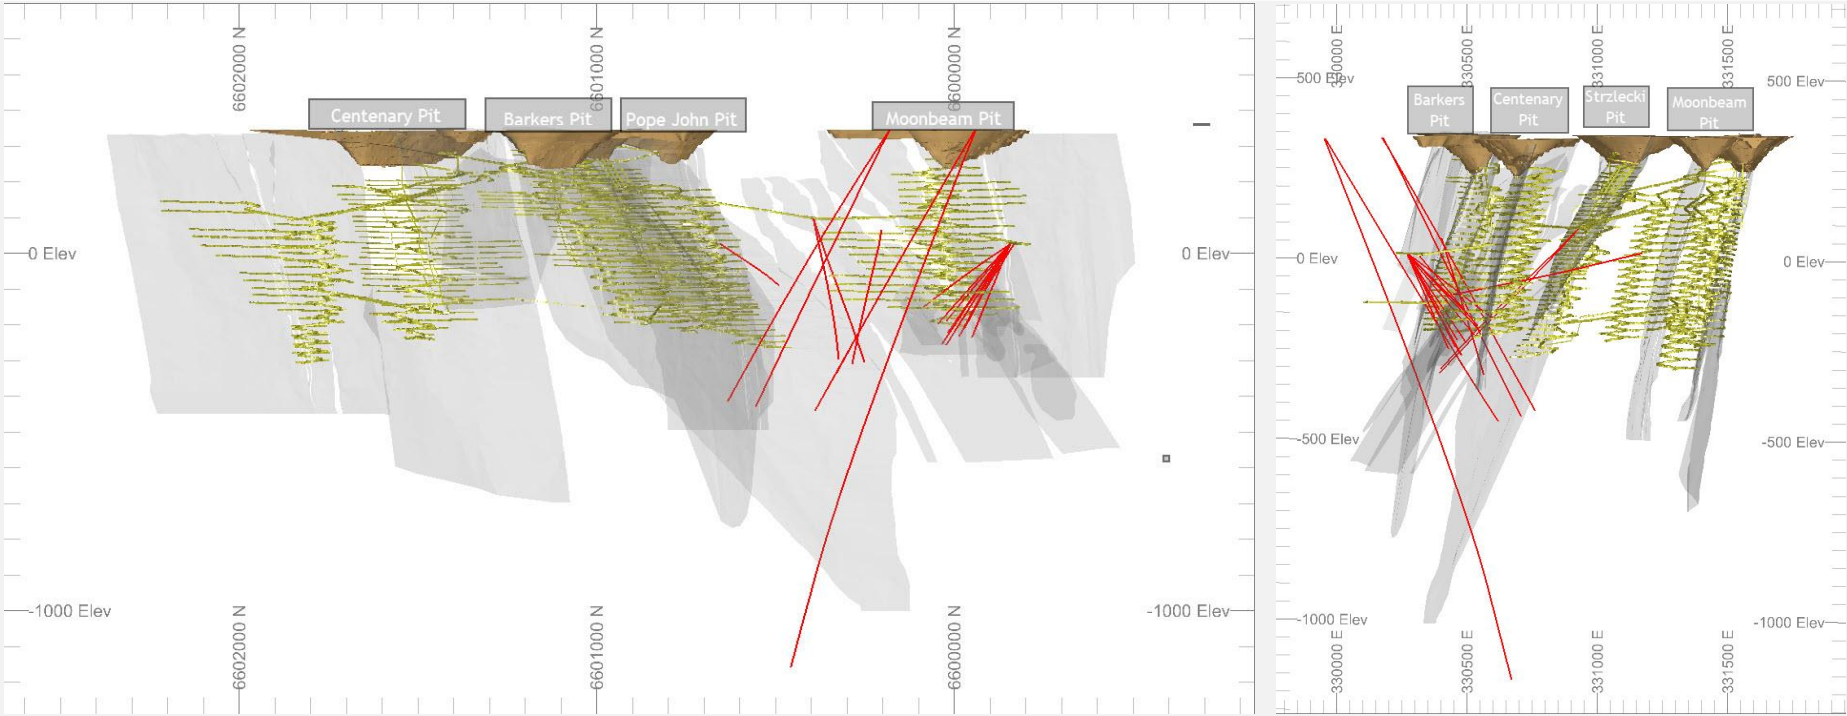 6602000 N
6601000 N
6600000 N
Centenary Pit
Barkers Pit
Pope John Pit
Moonbeam Pit
0 Elev
0 Elev
-1000 Elev
-1000 Elev
6602000 N
6601000 N
6600000 N
330000 E
330500 E
331000 E
331500 E
500 Elev
500 Elev
Barkers
Pit
Centenary
Pit
Strzlecki
Pit
Moonbeam
Pit
0 Elev
0 Elev
-500 Elev
-500 Elev
-1000 Elev
-1000 Elev
330000 E
330500 E
331000 E
331500 E